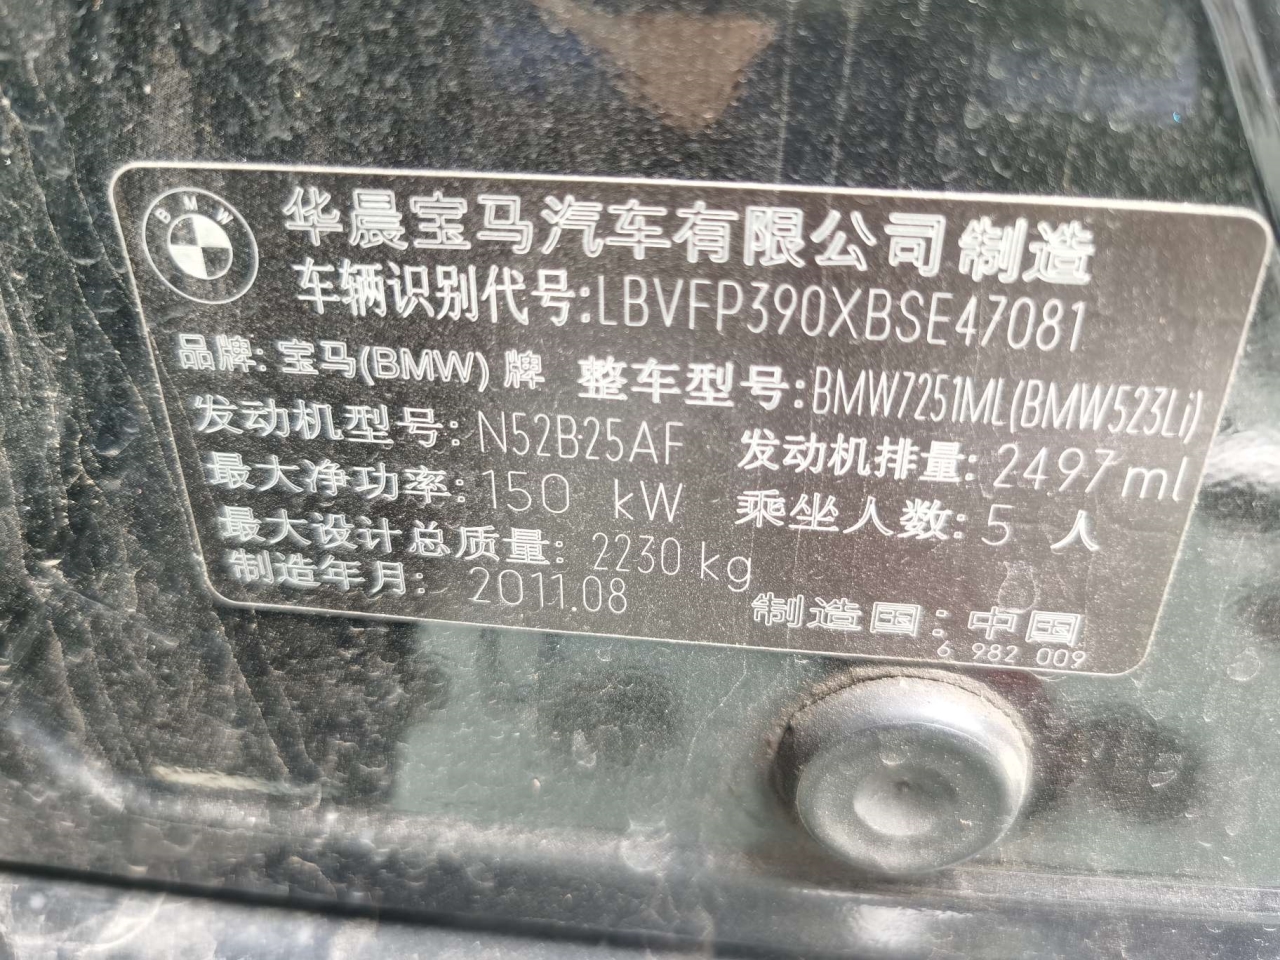 BMW
华晨宝马汽车有限公司 制造
车辆识别代号:LBVFP390XBSE47081
品牌: 宝马(BMW) 牌 整车型号:BMW7251ML(BMW523Li)
发动机型号: N52B25AF 发动机排量: 2497ml
最大净功率: 150 kW 乘坐人数: 5 人
最大设计总质量: 2230 kg
制造年月: 2011.08 制造国: 中国
6 982 009